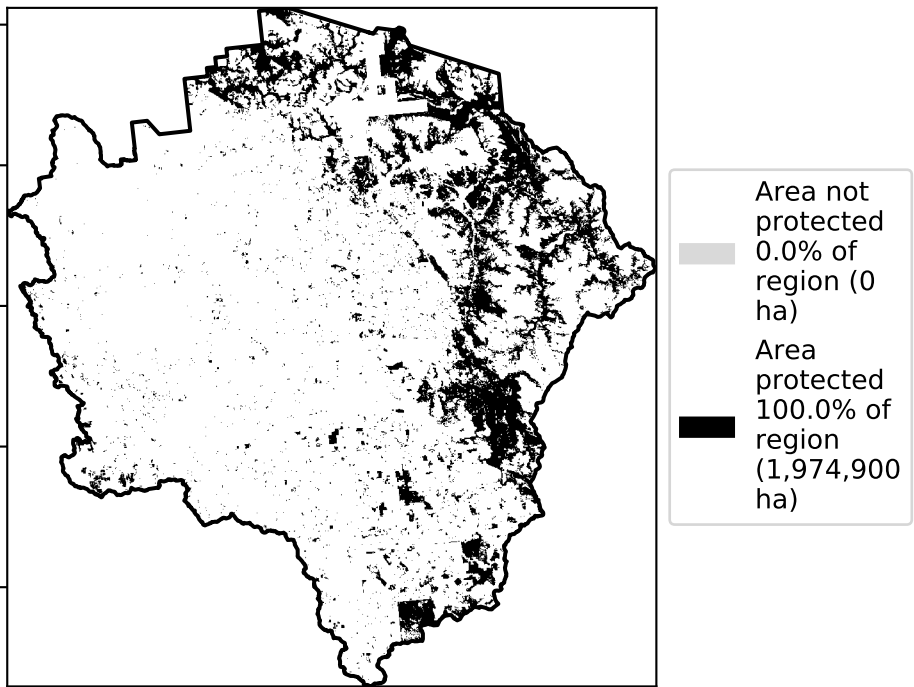 Area not
protected
0.0% of
region (0
ha)
Area
protected
100.0% of
region
(1,974,900
ha)